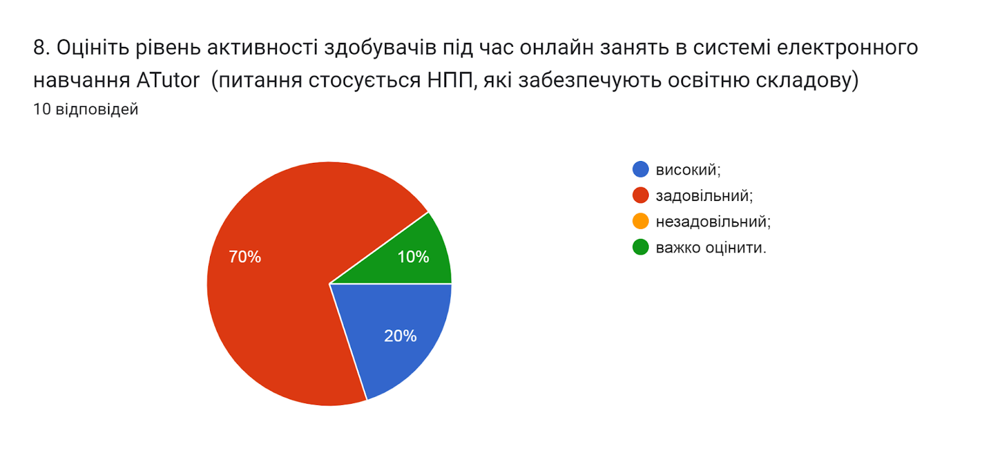 8. Оцініть рівень активності здобувачів під час онлайн занять в системі електронного
навчання ATutor  (питання стосується НПП, які забезпечують освітню складову)
10 відповідей
високий;
задовільний;
незадовільний;
важко оцінити.
70%
10%
20%